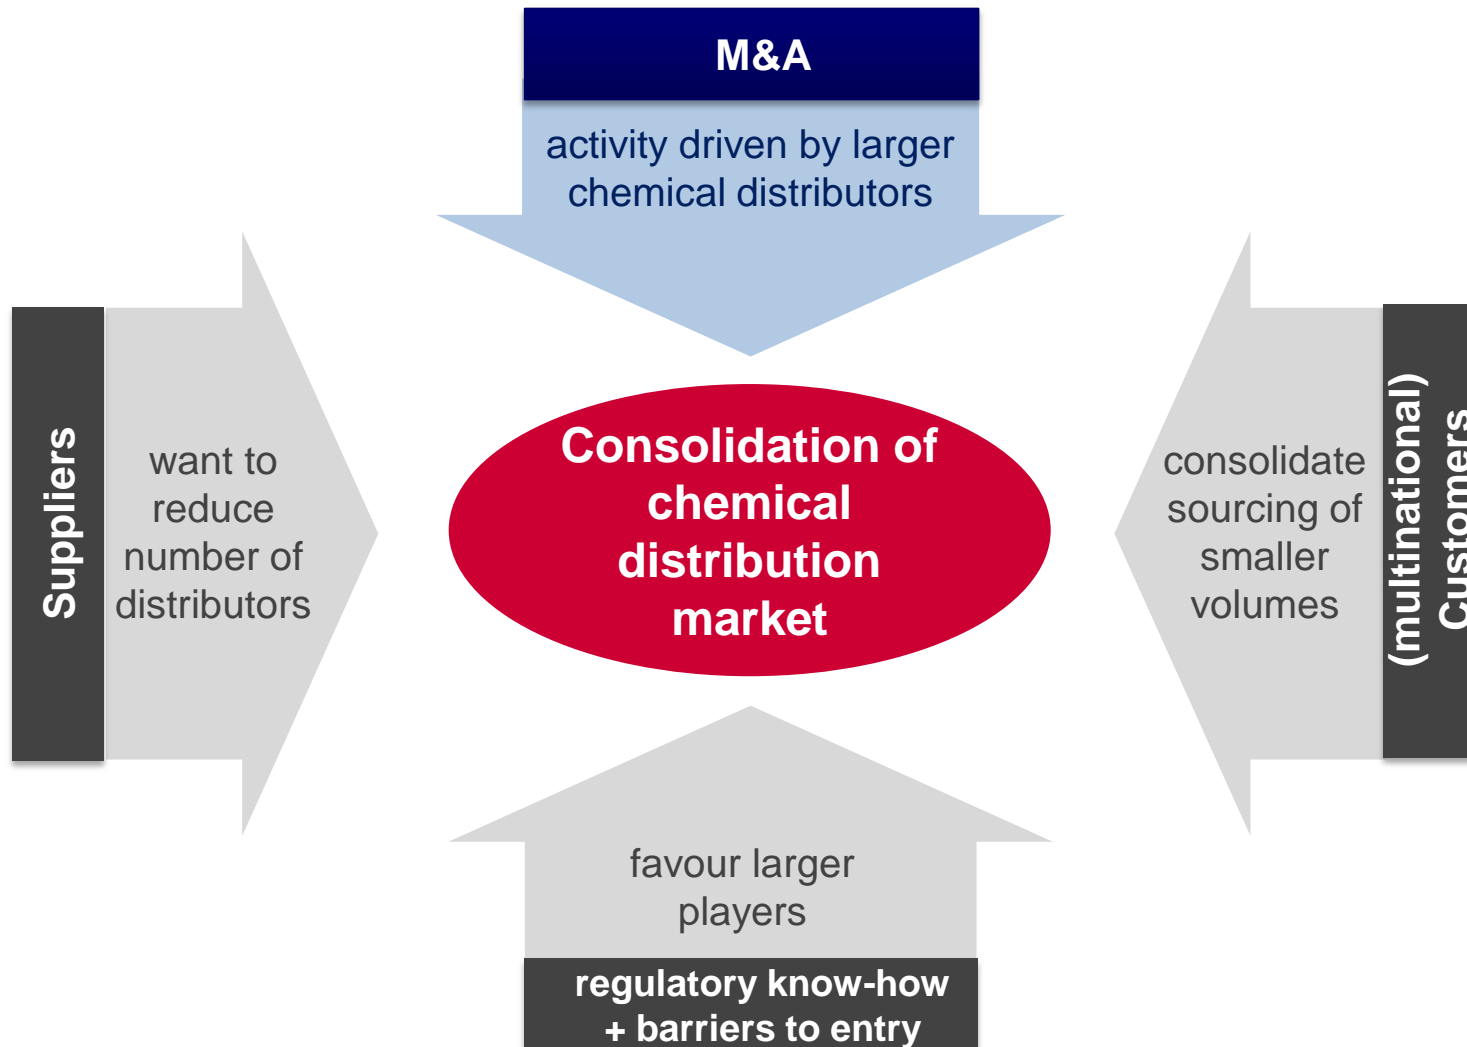 M&A
activity driven by larger
chemical distributors
Suppliers
want to
reduce
number of
distributors
Consolidation of
chemical
distribution
market
consolidate
sourcing of
smaller
volumes
(multinational)
Customers
favour larger
players
regulatory know-how
+ barriers to entry